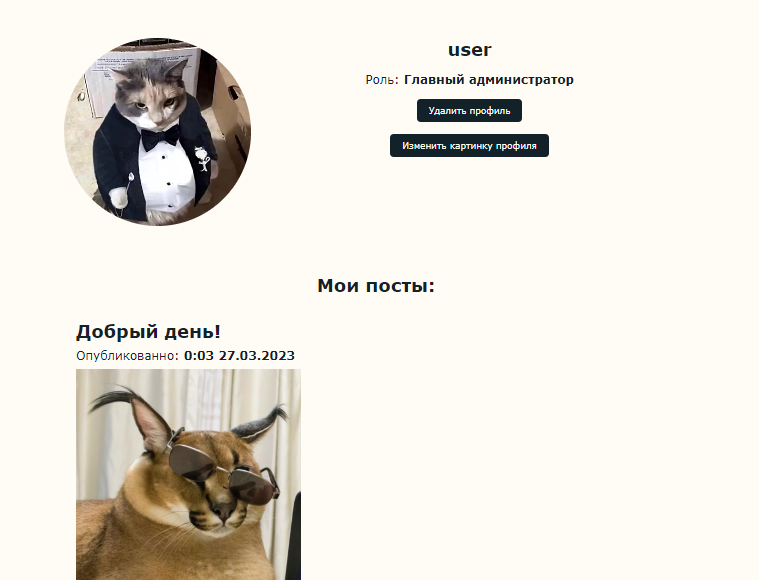 user
Роль: Главный администратор
Удалить профиль
Изменить картинку профиля
Мои посты:
Добрый день!
Опубликованно: 0:03 27.03.2023